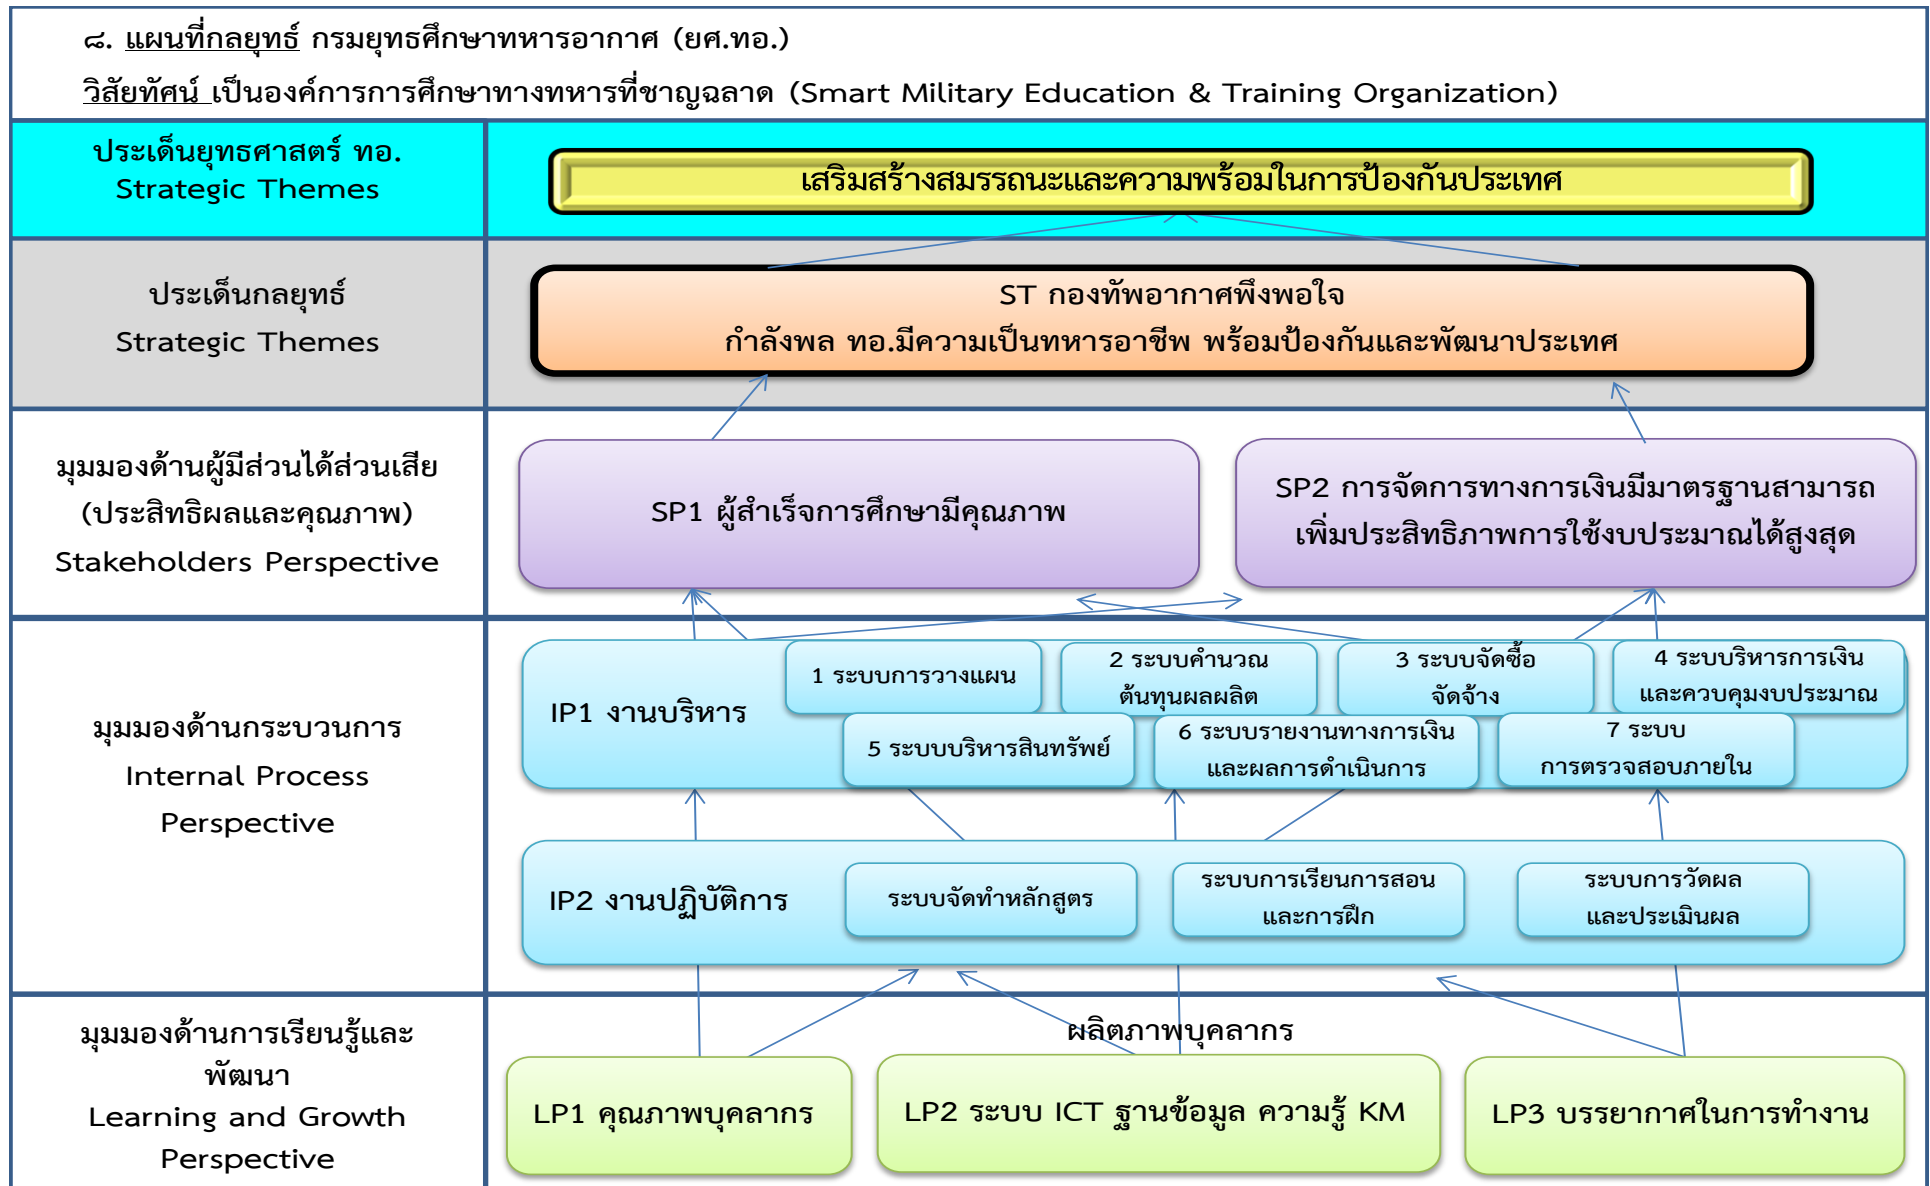 ๘. แผนที่กลยุทธ์ กรมยุทธศึกษาทหารอากาศ (ยศ.ทอ.)
วิสัยทัศน์ เป็นองค์การการศึกษาทางทหารที่ชาญฉลาด (Smart Military Education & Training Organization)
ประเด็นยุทธศาสตร์ ทอ.
Strategic Themes
เสริมสร้างสมรรถนะและความพร้อมในการป้องกันประเทศ
ประเด็นกลยุทธ์
Strategic Themes
ST กองทัพอากาศพึงพอใจ
กำลังพล ทอ.มีความเป็นทหารอาชีพ พร้อมป้องกันและพัฒนาประเทศ
มุมมองด้านผู้มีส่วนได้ส่วนเสีย
(ประสิทธิผลและคุณภาพ)
Stakeholders Perspective
SP1 ผู้สำเร็จการศึกษามีคุณภาพ
SP2 การจัดการทางการเงินมีมาตรฐานสามารถ
เพิ่มประสิทธิภาพการใช้งบประมาณได้สูงสุด
มุมมองด้านกระบวนการ
Internal Process
Perspective
IP1 งานบริหาร
1 ระบบการวางแผน
2 ระบบคำนวณ
ต้นทุนผลผลิต
3 ระบบจัดซื้อ
จัดจ้าง
4 ระบบริหารการเงิน
และควบคุมงบประมาณ
5 ระบบบริหารสินทรัพย์
6 ระบบรายงานทางการเงิน
และผลการดำเนินการ
7 ระบบ
การตรวจสอบภายใน
IP2 งานปฏิบัติการ
ระบบจัดทำหลักสูตร
ระบบการเรียนการสอน
และการฝึก
ระบบการวัดผล
และประเมินผล
มุมมองด้านการเรียนรู้และ
พัฒนา
Learning and Growth
Perspective
ผลิตภาพบุคลากร
LP1 คุณภาพบุคลากร
LP2 ระบบ ICT ฐานข้อมูล ความรู้ KM
LP3 บรรยากาศในการทำงาน